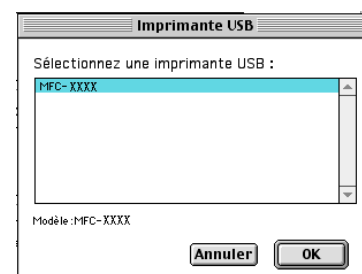 Imprimante USB
Sélectionnez une imprimante USB :
MFC-XXXX
Modèle :MFC-XXXX
Annuler OK